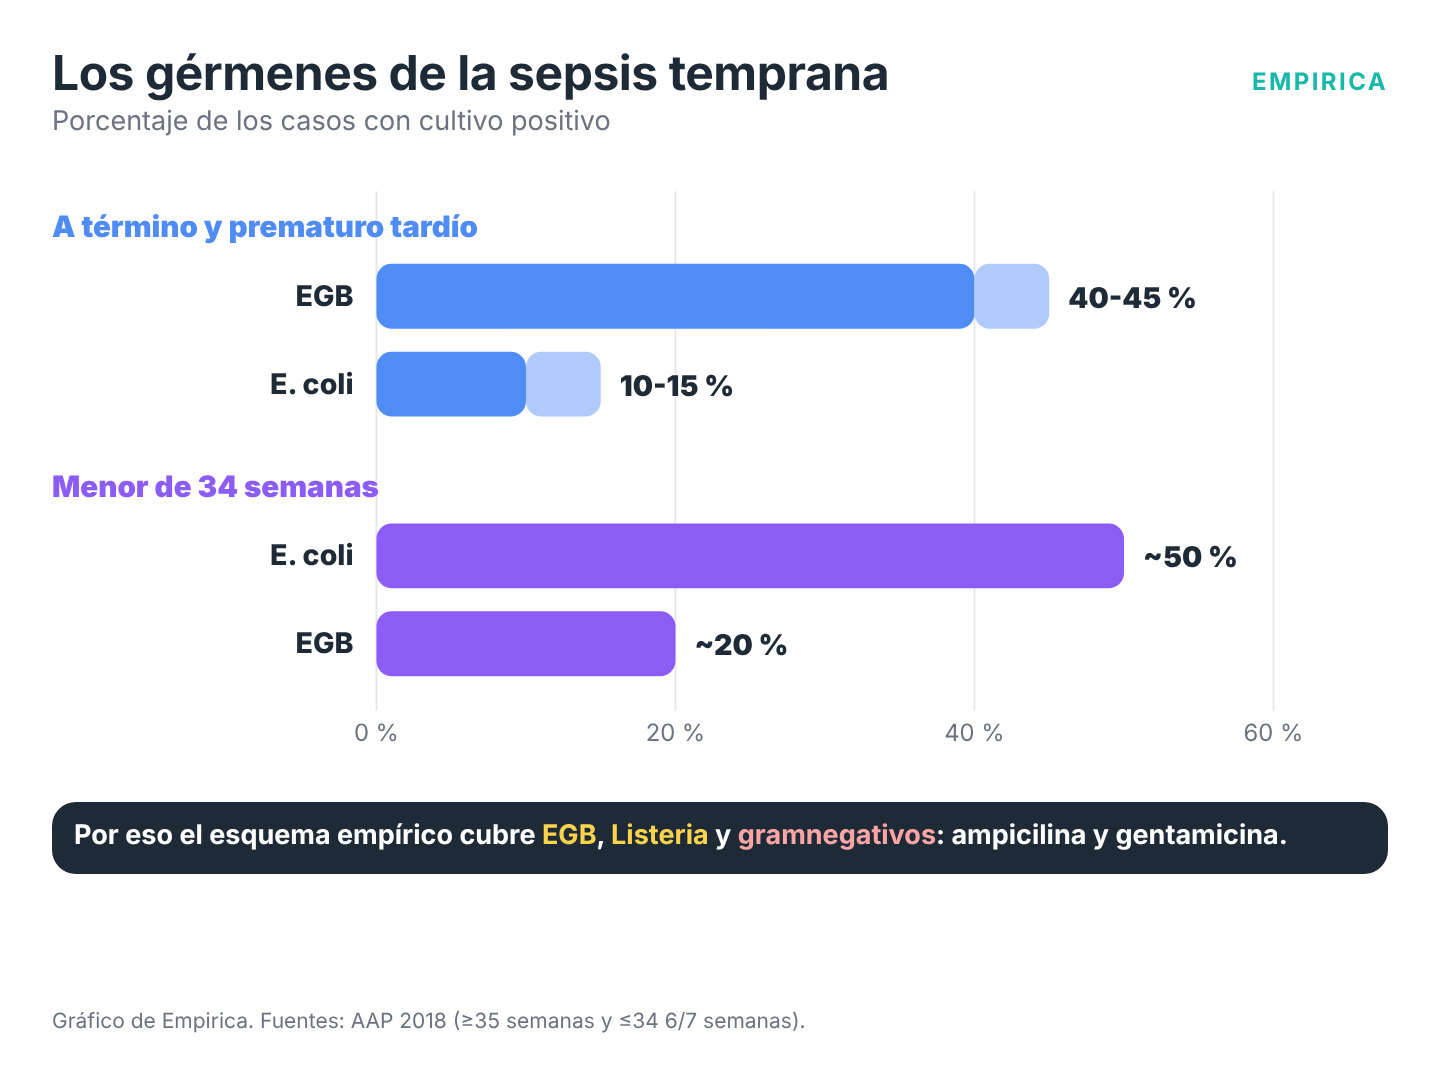 Los gérmenes de la sepsis temprana
EMPIRICA
Porcentaje de los casos con cultivo positivo
A término y prematuro tardío
EGB 40-45 %
E. coli 10-15 %
Menor de 34 semanas
E. coli ~50 %
EGB ~20 %
0 % 20 % 40 % 60 %
Por eso el esquema empírico cubre EGB, Listeria y gramnegativos: ampicilina y gentamicina.
Gráfico de Empirica. Fuentes: AAP 2018 (≥35 semanas y ≤34 6/7 semanas).